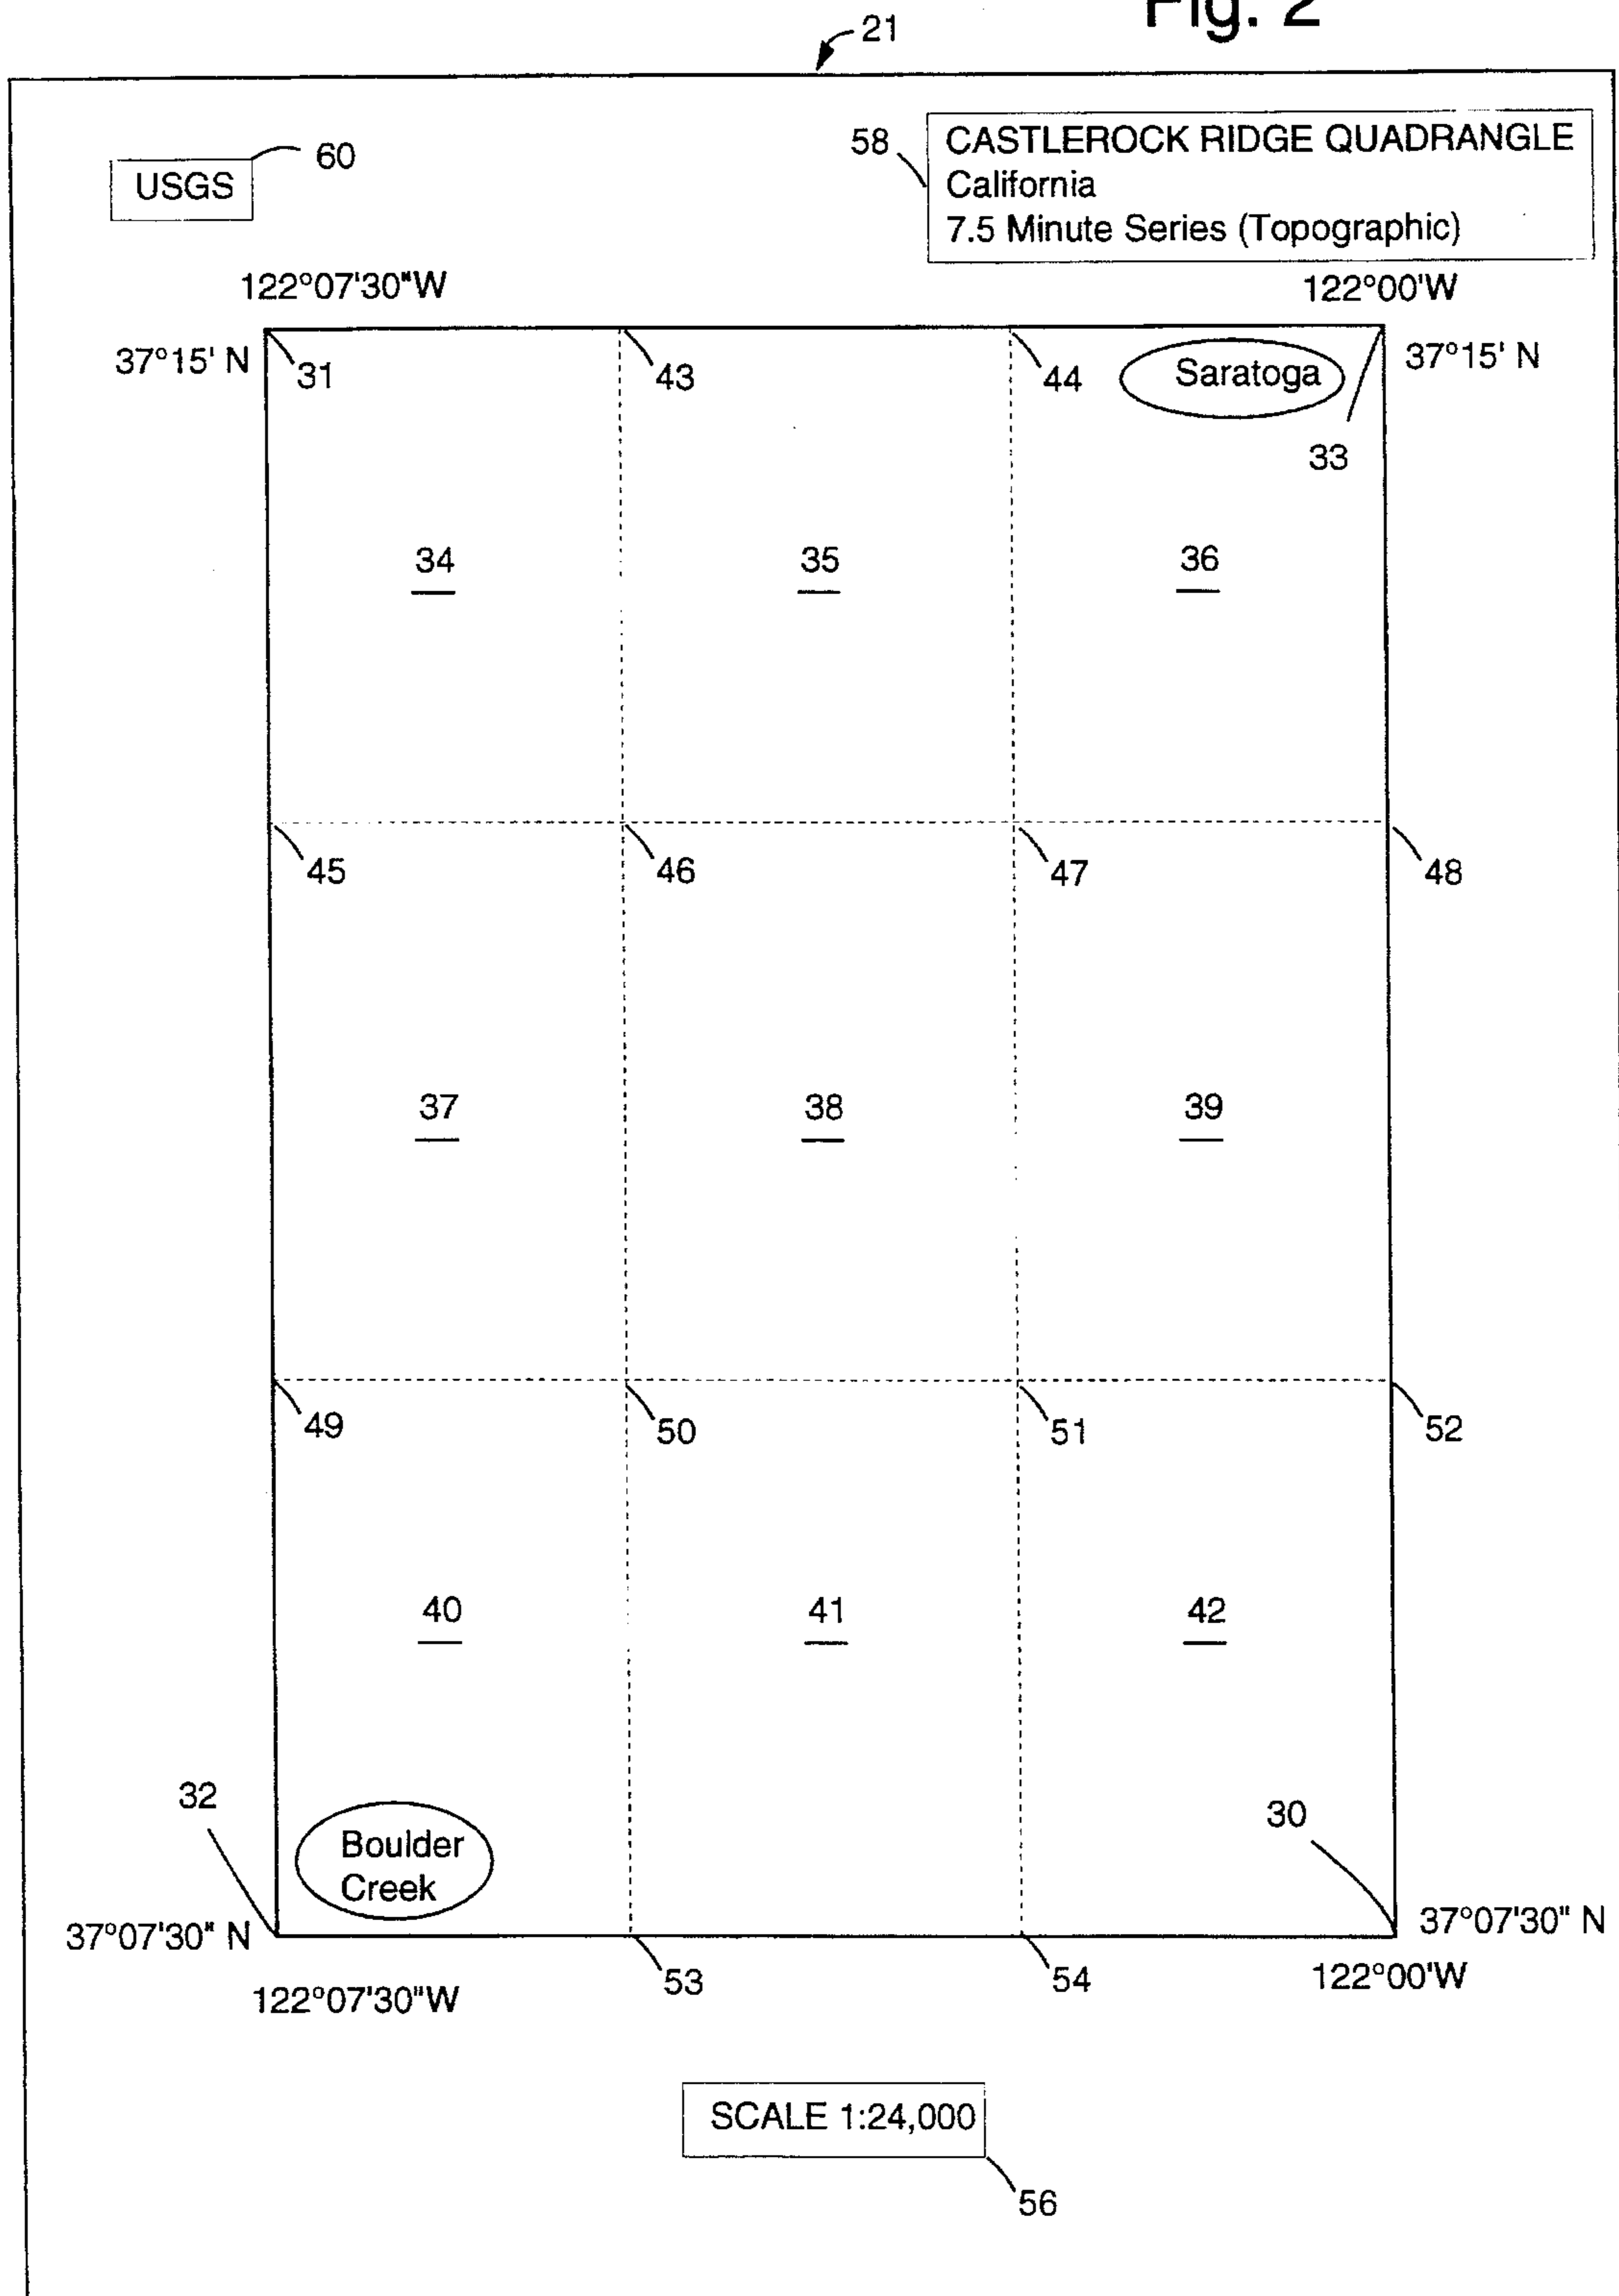 Fig. 2
21
60
USGS
58
CASTLEROCK RIDGE QUADRANGLE
California
7.5 Minute Series (Topographic)
122°07'30"W
122°00'W
37°15' N
37°15' N
31
43
44
Saratoga
33
34
35
36
45
46
47
48
37
38
39
49
50
51
52
40
41
42
32
30
Boulder
Creek
37°07'30" N
37°07'30" N
53
54
122°07'30"W
122°00'W
SCALE 1:24,000
56